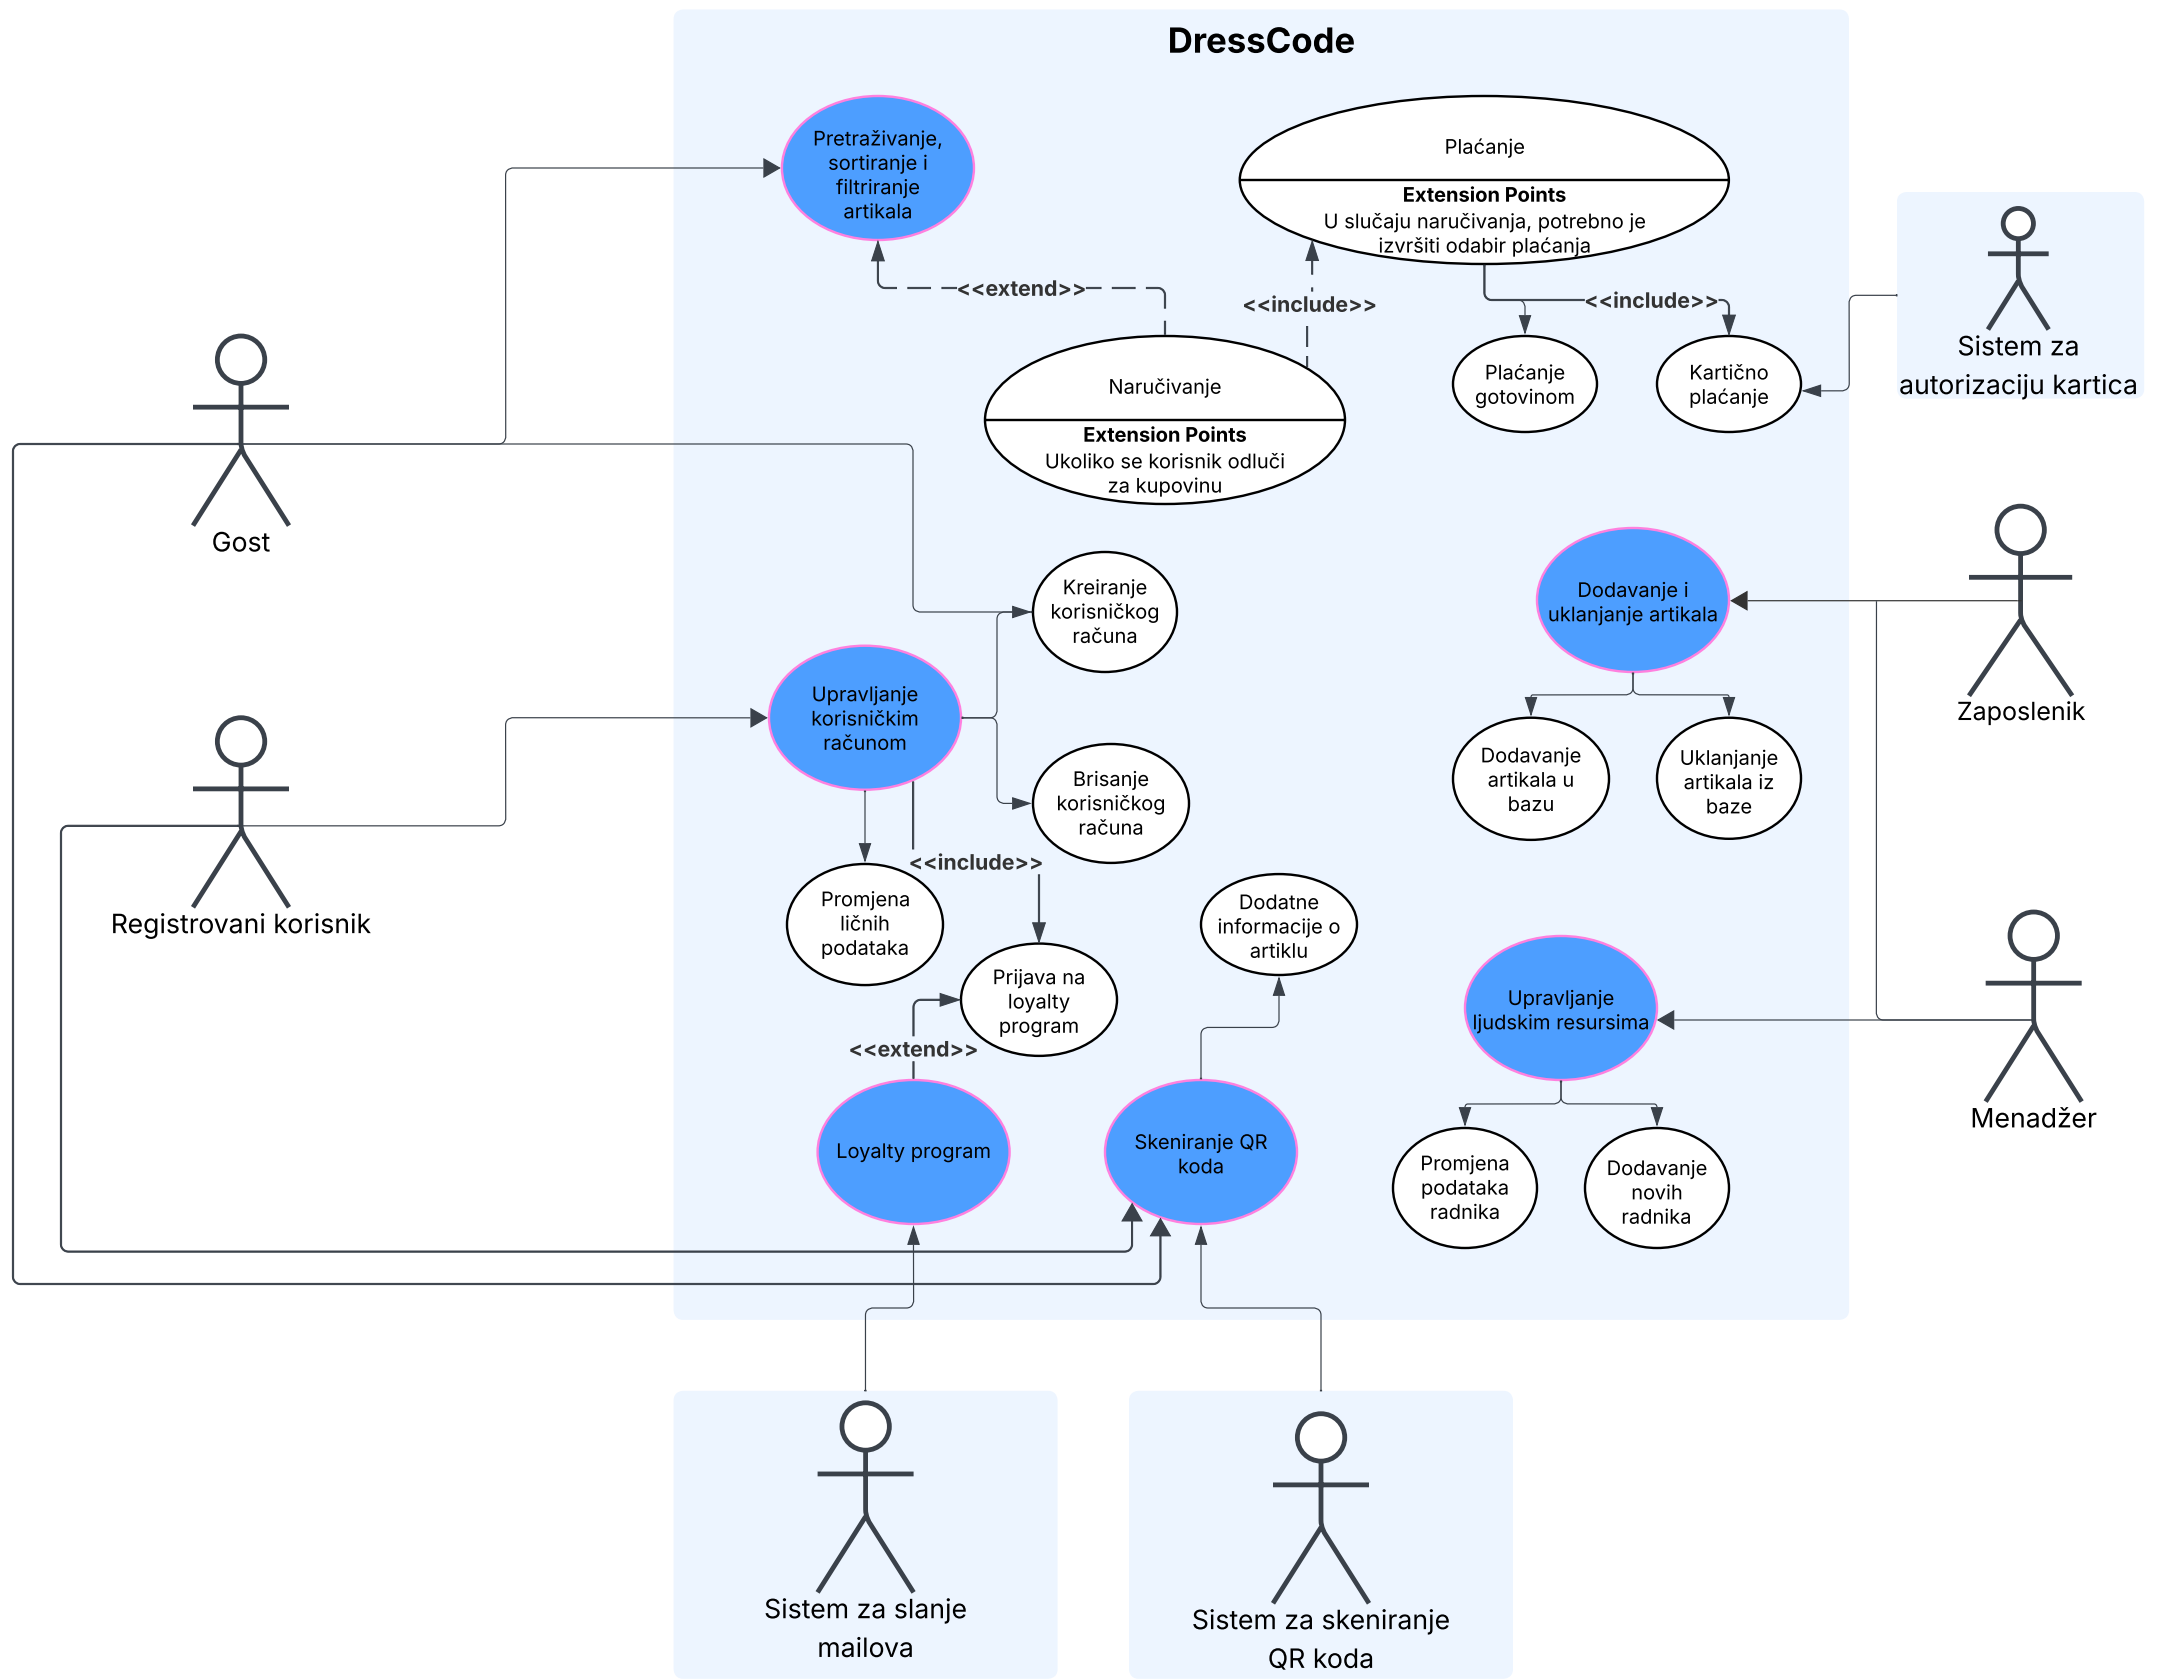 DressCode
Pretraživanje,
sortiranje i
filtriranje
artikala
Plaćanje
Extension Points
U slučaju naručivanja, potrebno je
izvršiti odabir plaćanja
<<extend>>
<<include>>
<<include>>
Sistem za
autorizaciju kartica
Naručivanje
Extension Points
Ukoliko se korisnik odluči
za kupovinu
Plaćanje
gotovinom
Kartično
plaćanje
Gost
Kreiranje
korisničkog
računa
Dodavanje i
uklanjanje artikala
Zaposlenik
Upravljanje
korisničkim
računom
Brisanje
korisničkog
računa
Dodavanje
artikala u
bazu
Uklanjanje
artikala iz
baze
Registrovani korisnik
<<include>>
Promjena
ličnih
podataka
Dodatne
informacije o
artiklu
Prijava na
loyalty
program
Upravljanje
ljudskim resursima
<<extend>>
Menadžer
Loyalty program
Skeniranje QR
koda
Promjena
podataka
radnika
Dodavanje
novih
radnika
Sistem za slanje
mailova
Sistem za skeniranje
QR koda